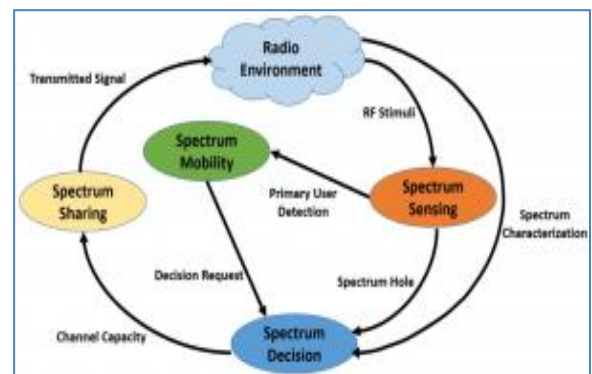 Radio
Environment
Transmitted Signal
RF Stimuli
Spectrum
Mobility
Spectrum
Sharing
Primary User
Detection
Spectrum
Sensing
Spectrum
Characterization
Decision Request
Spectrum Hole
Channel Capacity
Spectrum
Decision